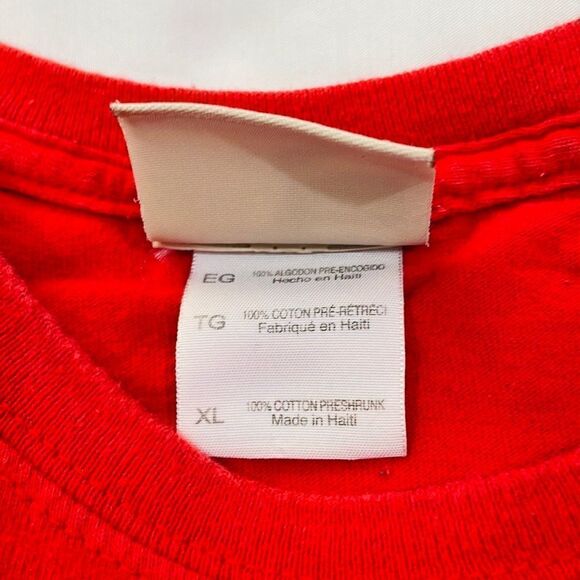 EG 100% ALGODON PRE-ENCOGIDO
Hecho en Haiti
TG 100% COTON PRÉ-RÉTRECI
Fabriqué en Haiti
XL 100% COTTON PRESHRUNK
Made in Haiti